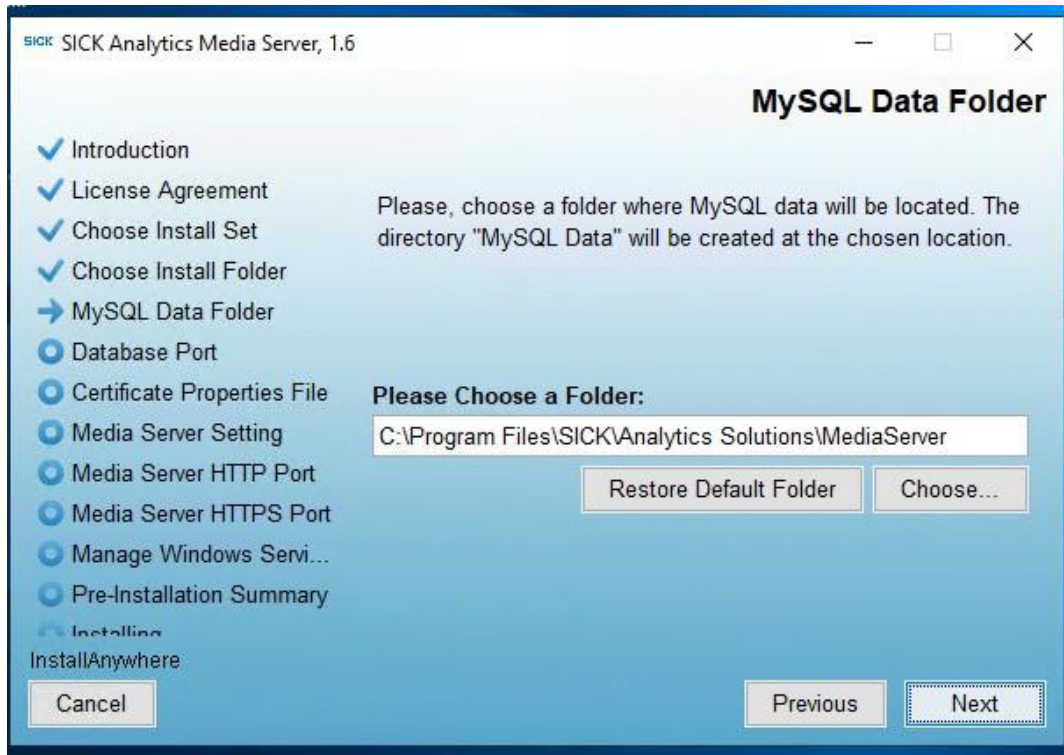 SICK SICK Analytics Media Server, 1.6
MySQL Data Folder
Introduction
License Agreement
Choose Install Set
Choose Install Folder
MySQL Data Folder
Database Port
Certificate Properties File
Media Server Setting
Media Server HTTP Port
Media Server HTTPS Port
Manage Windows Servi...
Pre-Installation Summary
Installing
Please, choose a folder where MySQL data will be located. The
directory "MySQL Data" will be created at the chosen location.
Please Choose a Folder:
C:\Program Files\SICK\Analytics Solutions\MediaServer
Restore Default Folder
Choose...
InstallAnywhere
Cancel
Previous
Next